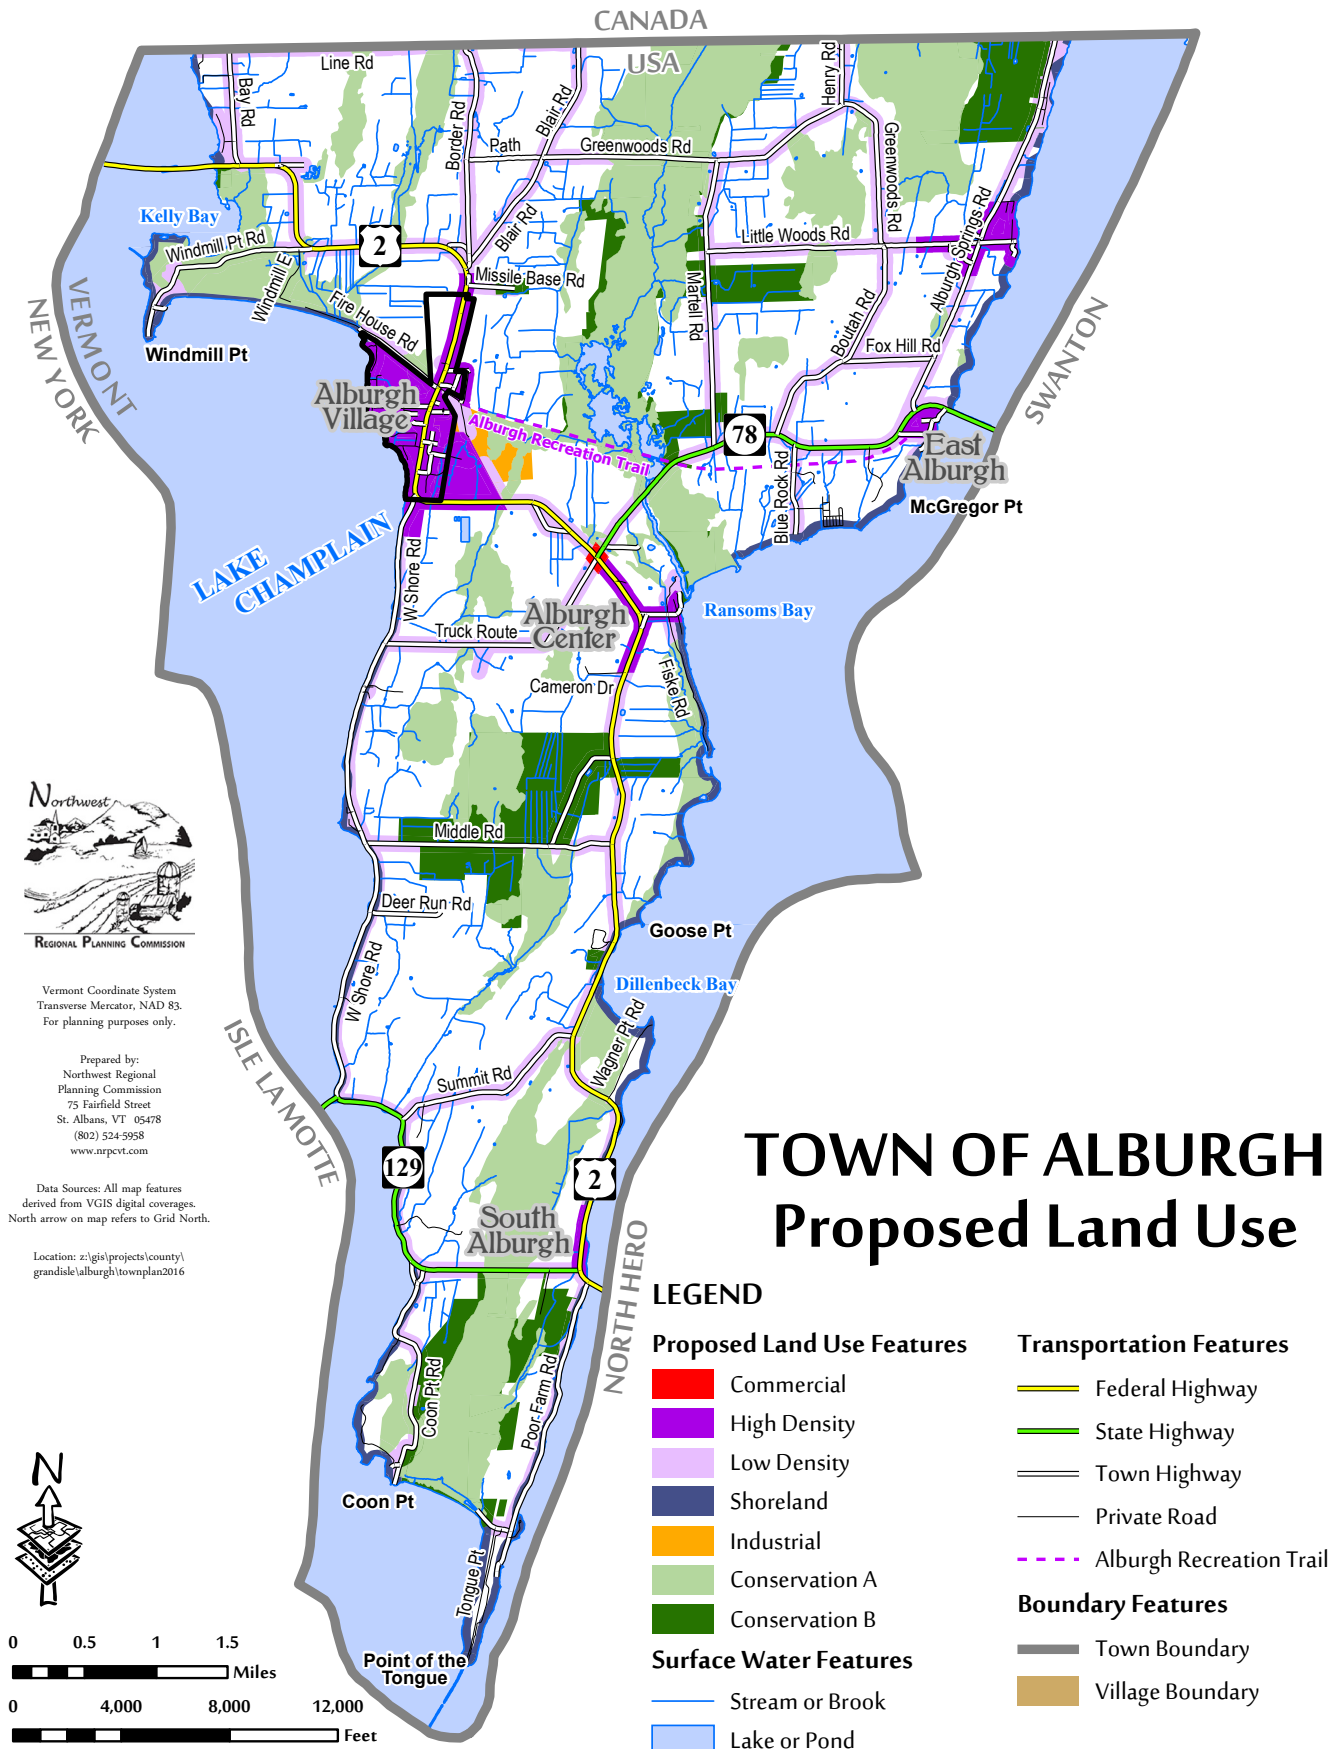 CANADA
USA
Line Rd
Bay Rd
Border Rd
Path
Blair Rd
Greenwoods Rd
Henry Rd
Greenwoods Rd
Kelly Bay
Windmill Pt Rd
2
Blair Rd
Little Woods Rd
Alburgh Springs Rd
Windmill E
Missile Base Rd
Martell Rd
Fire House Rd
Boutah Rd
Fox Hill Rd
VERMONT
NEW YORK
Windmill Pt
SWANTON
Alburgh
Village
Alburgh Recreation Trail
78
East
Alburgh
Blue Rock Rd
McGregor Pt
LAKE
CHAMPLAIN
W Shore Rd
Alburgh
Center
Ransoms Bay
Truck Route
Cameron Dr
Fiske Rd
Northwest
REGIONAL PLANNING COMMISSION
Middle Rd
Deer Run Rd
Goose Pt
W Shore Rd
Dillenbeck Bay
Wagner Pt Rd
Vermont Coordinate System
Transverse Mercator, NAD 83.
For planning purposes only.
Prepared by:
Northwest Regional
Planning Commission
75 Fairfield Street
St. Albans, VT 05478
(802) 524-5958
www.nrpcvt.com
Data Sources: All map features
derived from VGIS digital coverages.
North arrow on map refers to Grid North.
Location: z:\gis\projects\county\
grandisle\alburgh\townplan2016
ISLE LA MOTTE
Summit Rd
129
2
South
Alburgh
NORTH HERO
Coon Pt Rd
Poor Farm Rd
Coon Pt
Tongue Pt
Point of the
Tongue
TOWN OF ALBURGH
Proposed Land Use
LEGEND
Proposed Land Use Features
Commercial
High Density
Low Density
Shoreland
Industrial
Conservation A
Conservation B
Surface Water Features
Stream or Brook
Lake or Pond
Transportation Features
Federal Highway
State Highway
Town Highway
Private Road
Alburgh Recreation Trail
Boundary Features
Town Boundary
Village Boundary
N
0 0.5 1 1.5
Miles
0 4,000 8,000 12,000
Feet